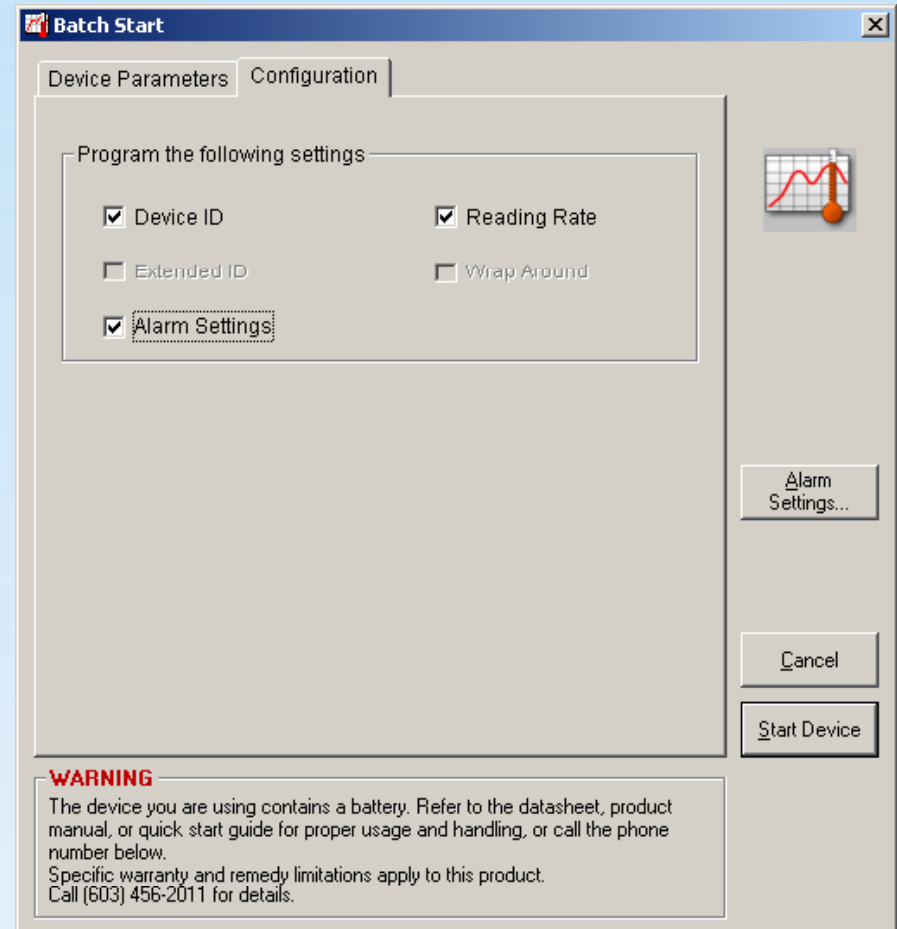 Batch Start
Device Parameters
Configuration
Program the following settings
Device ID
Reading Rate
Extended ID
Wrap Around
Alarm Settings
Alarm
Settings...
Cancel
Start Device
WARNING
The device you are using contains a battery. Refer to the datasheet, product
manual, or quick start guide for proper usage and handling, or call the phone
number below.
Specific warranty and remedy limitations apply to this product.
Call (603) 456-2011 for details.